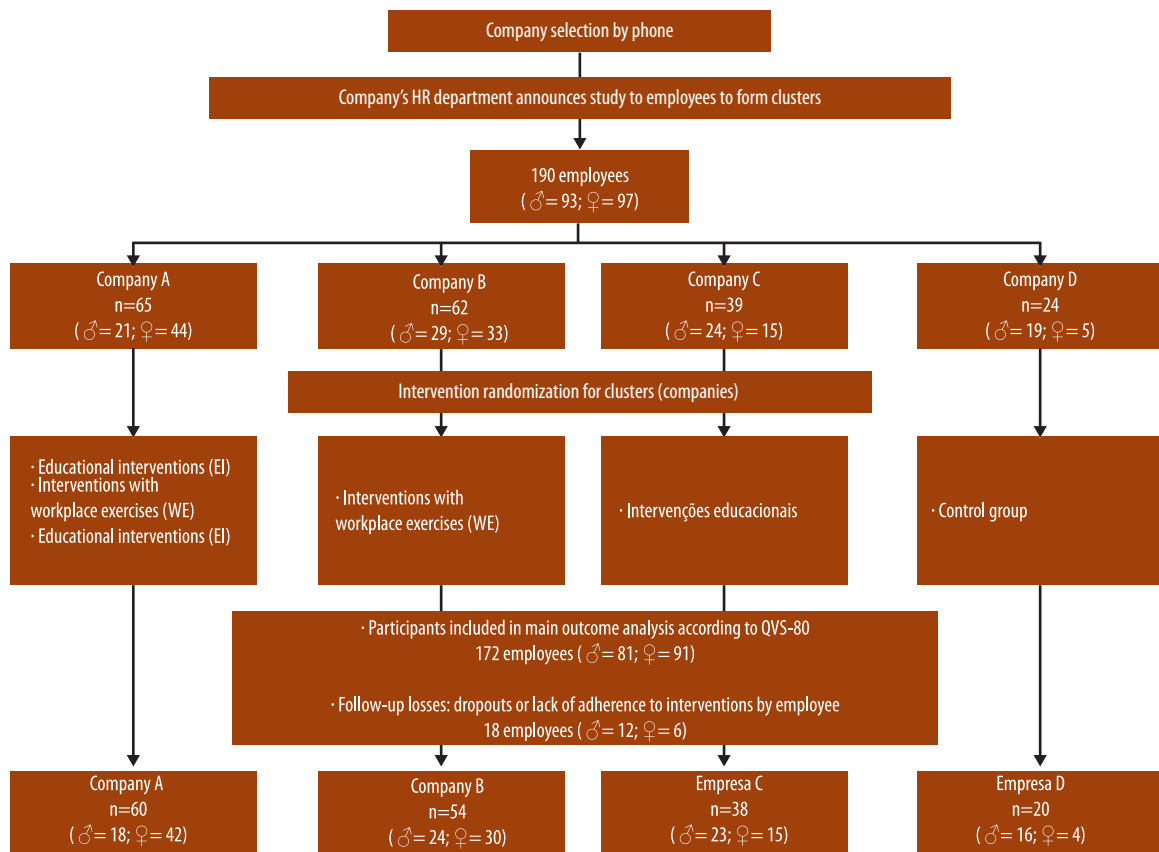 Company selection by phone
Company's HR department announces study to employees to form clusters
190 employees
( ♂= 93; ♀= 97)
Company A
n=65
( ♂= 21; ♀= 44)
Company B
n=62
( ♂= 29; ♀= 33)
Company C
n=39
( ♂= 24; ♀= 15)
Company D
n=24
( ♂= 19; ♀= 5)
Intervention randomization for clusters (companies)
· Educational interventions (EI)
· Interventions with
workplace exercises (WE)
· Educational interventions (EI)
· Interventions with
workplace exercises (WE)
· Intervenções educacionais
· Control group
· Participants included in main outcome analysis according to QVS-80
172 employees ( ♂= 81; ♀= 91)
· Follow-up losses: dropouts or lack of adherence to interventions by employee
18 employees ( ♂= 12; ♀= 6)
Company A
n=60
( ♂= 18; ♀= 42)
Company B
n=54
( ♂= 24; ♀= 30)
Empresa C
n=38
( ♂= 23; ♀= 15)
Empresa D
n=20
( ♂= 16; ♀= 4)